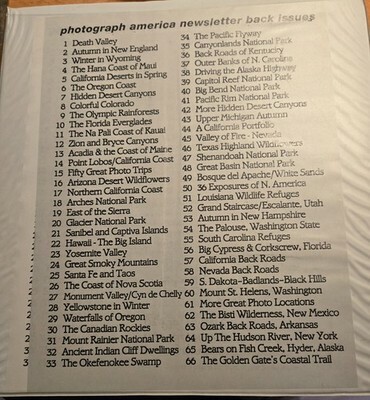 photograph america newsletter back issues
1 Death Valley
2 Autumn in New England
3 Winter in Wyoming
4 The Hana Coast of Maui
5 California Deserts in Spring
6 The Oregon Coast
7 Hidden Desert Canyons
8 Colorful Colorado
9 The Olympic Rainforests
10 The Florida Everglades
11 The Na Pali Coast of Kauai
12 Zion and Bryce Canyons
13 Acadia & the Coast of Maine
14 Point Lobos/California Coast
15 Fifty Great Photo Trips
16 Arizona Desert Wildflowers
17 Northern California Coast
18 Arches National Park
19 East of the Sierra
20 Glacier National Park
21 Sanibel and Captiva Islands
22 Hawaii - The Big Island
23 Yosemite Valley
24 Great Smoky Mountains
25 Santa Fe and Taos
26 The Coast of Nova Scotia
27 Monument Valley/Cyn de Chelly
28 Yellowstone in Winter
29 Waterfalls of Oregon
30 The Canadian Rockies
31 Mount Rainier National Park
32 Ancient Indian Cliff Dwellings
33 The Okefenokee Swamp
34 The Pacific Flyway
35 Canyonlands National Park
36 Back Roads of Kentucky
37 Outer Banks of N. Carolina
38 Driving the Alaska Highway
39 Capitol Reef National Park
40 Big Bend National Park
41 Pacific Rim National Park
42 More Hidden Desert Canyons
43 Upper Michigan Autumn
44 A California Portfolio
45 Valley of Fire - Nevada
46 Texas Highland Wildflowers
47 Shenandoah National Park
48 Great Basin National Park
49 Bosque del Apache/White Sands
50 36 Exposures of N. America
51 Louisiana Wildlife Refuges
52 Grand Staircase/Escalante, Utah
53 Autumn in New Hampshire
54 The Palouse, Washington State
55 South Carolina Refuges
56 Big Cypress & Corkscrew, Florida
57 California Back Roads
58 Nevada Back Roads
59 S. Dakota-Badlands-Black Hills
60 Mount St. Helens, Washington
61 More Great Photo Locations
62 The Bisti Wilderness, New Mexico
63 Ozark Back Roads, Arkansas
64 Up The Hudson River, New York
65 Bears on Fish Creek, Hyder, Alaska
66 The Golden Gate's Coastal Trail